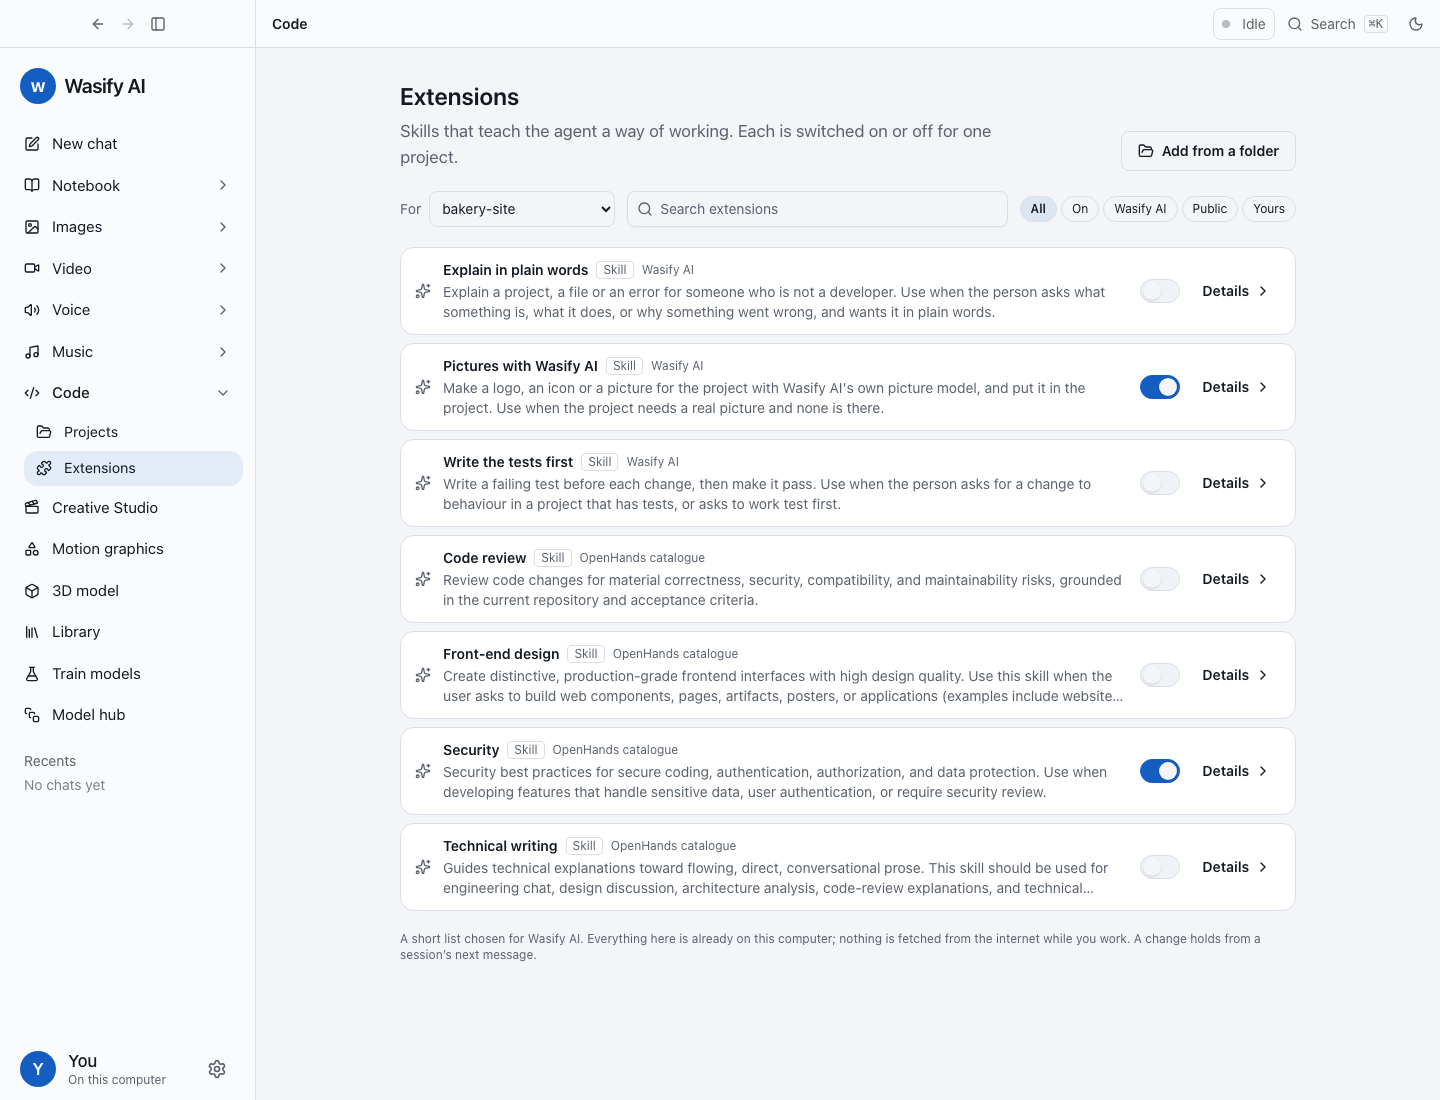 Code
Idle
Search ⌘K
W Wasify AI
New chat
Notebook
Images
Video
Voice
Music
Code
Projects
Extensions
Creative Studio
Motion graphics
3D model
Library
Train models
Model hub
Recents
No chats yet
Y You
On this computer
Extensions
Skills that teach the agent a way of working. Each is switched on or off for one
project.
Add from a folder
For bakery-site Search extensions All On Wasify AI Public Yours
Explain in plain words Skill Wasify AI
Explain a project, a file or an error for someone who is not a developer. Use when the person asks what
something is, what it does, or why something went wrong, and wants it in plain words.
Details
Pictures with Wasify AI Skill Wasify AI
Make a logo, an icon or a picture for the project with Wasify AI's own picture model, and put it in the
project. Use when the project needs a real picture and none is there.
Details
Write the tests first Skill Wasify AI
Write a failing test before each change, then make it pass. Use when the person asks for a change to
behaviour in a project that has tests, or asks to work test first.
Details
Code review Skill OpenHands catalogue
Review code changes for material correctness, security, compatibility, and maintainability risks, grounded
in the current repository and acceptance criteria.
Details
Front-end design Skill OpenHands catalogue
Create distinctive, production-grade frontend interfaces with high design quality. Use this skill when the
user asks to build web components, pages, artifacts, posters, or applications (examples include website...
Details
Security Skill OpenHands catalogue
Security best practices for secure coding, authentication, authorization, and data protection. Use when
developing features that handle sensitive data, user authentication, or require security review.
Details
Technical writing Skill OpenHands catalogue
Guides technical explanations toward flowing, direct, conversational prose. This skill should be used for
engineering chat, design discussion, architecture analysis, code-review explanations, and technical...
Details
A short list chosen for Wasify AI. Everything here is already on this computer; nothing is fetched from the internet while you work. A change holds from a
session's next message.